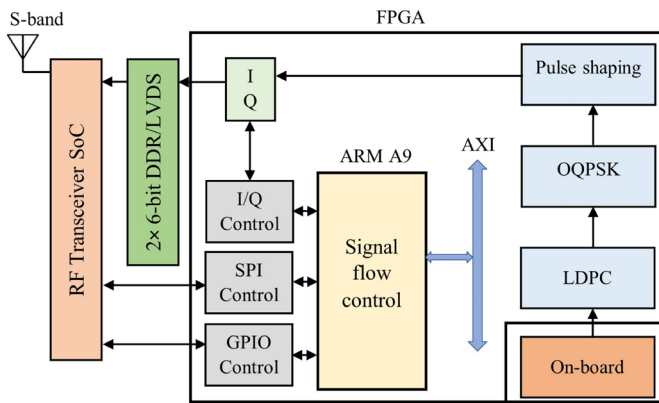 S-band
FPGA
RF Transceiver SoC
2× 6-bit DDR/LVDS
I
Q
Pulse shaping
ARM A9
AXI
OQPSK
I/Q
Control
Signal
flow
control
SPI
Control
LDPC
GPIO
Control
On-board